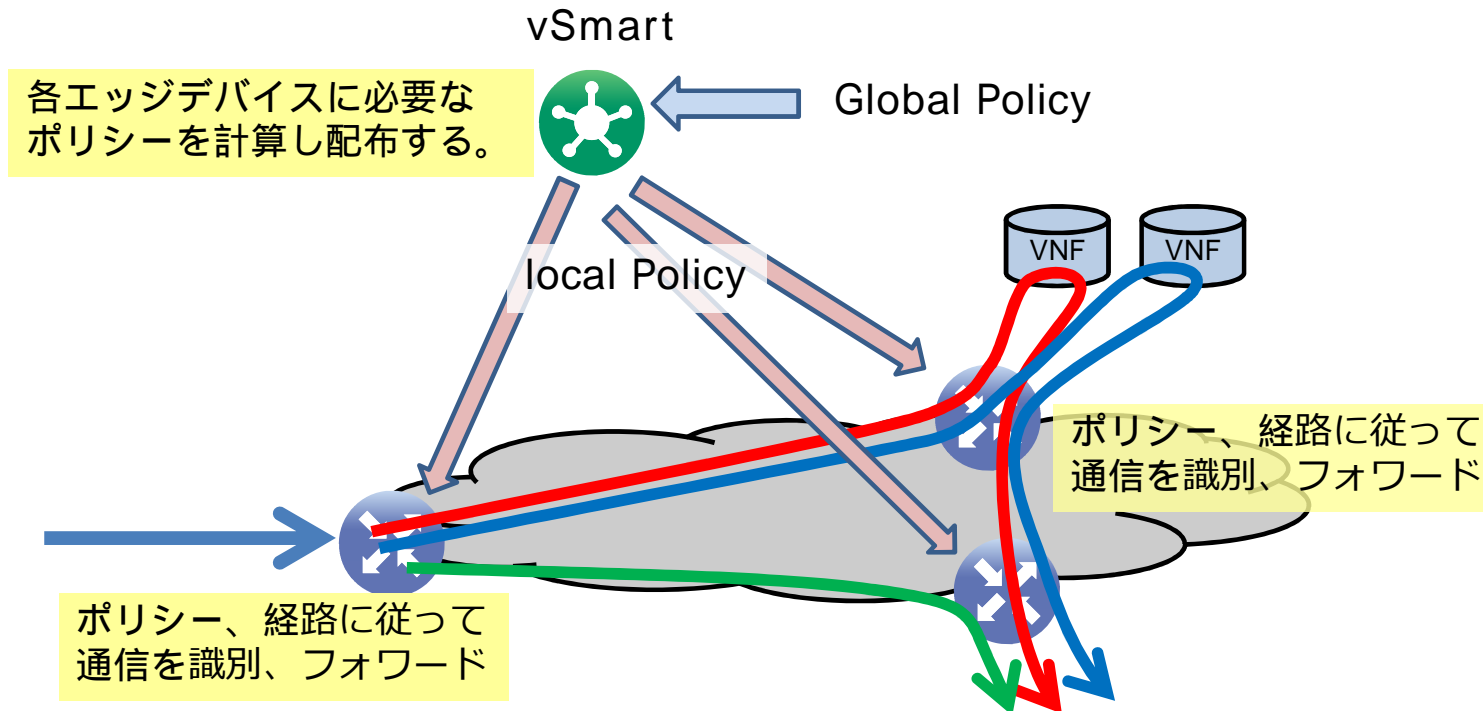 vSmart
各エッジデバイスに必要な
ポリシーを計算し配布する。
Global Policy
local Policy
VNF
VNF
ポリシー、経路に従って
通信を識別、フォワード
ポリシー、経路に従って
通信を識別、フォワード